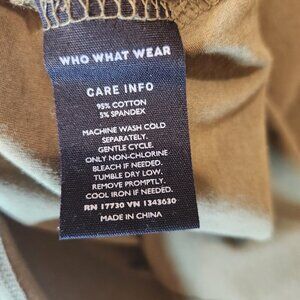 WHO WHAT WEAR
CARE INFO
95% COTTON
5% SPANDEX
MACHINE WASH COLD
SEPARATELY.
GENTLE CYCLE.
ONLY NON-CHLORINE
BLEACH IF NEEDED.
TUMBLE DRY LOW.
REMOVE PROMPTLY.
COOL IRON IF NEEDED.
RN 17730 VN 1343630
MADE IN CHINA